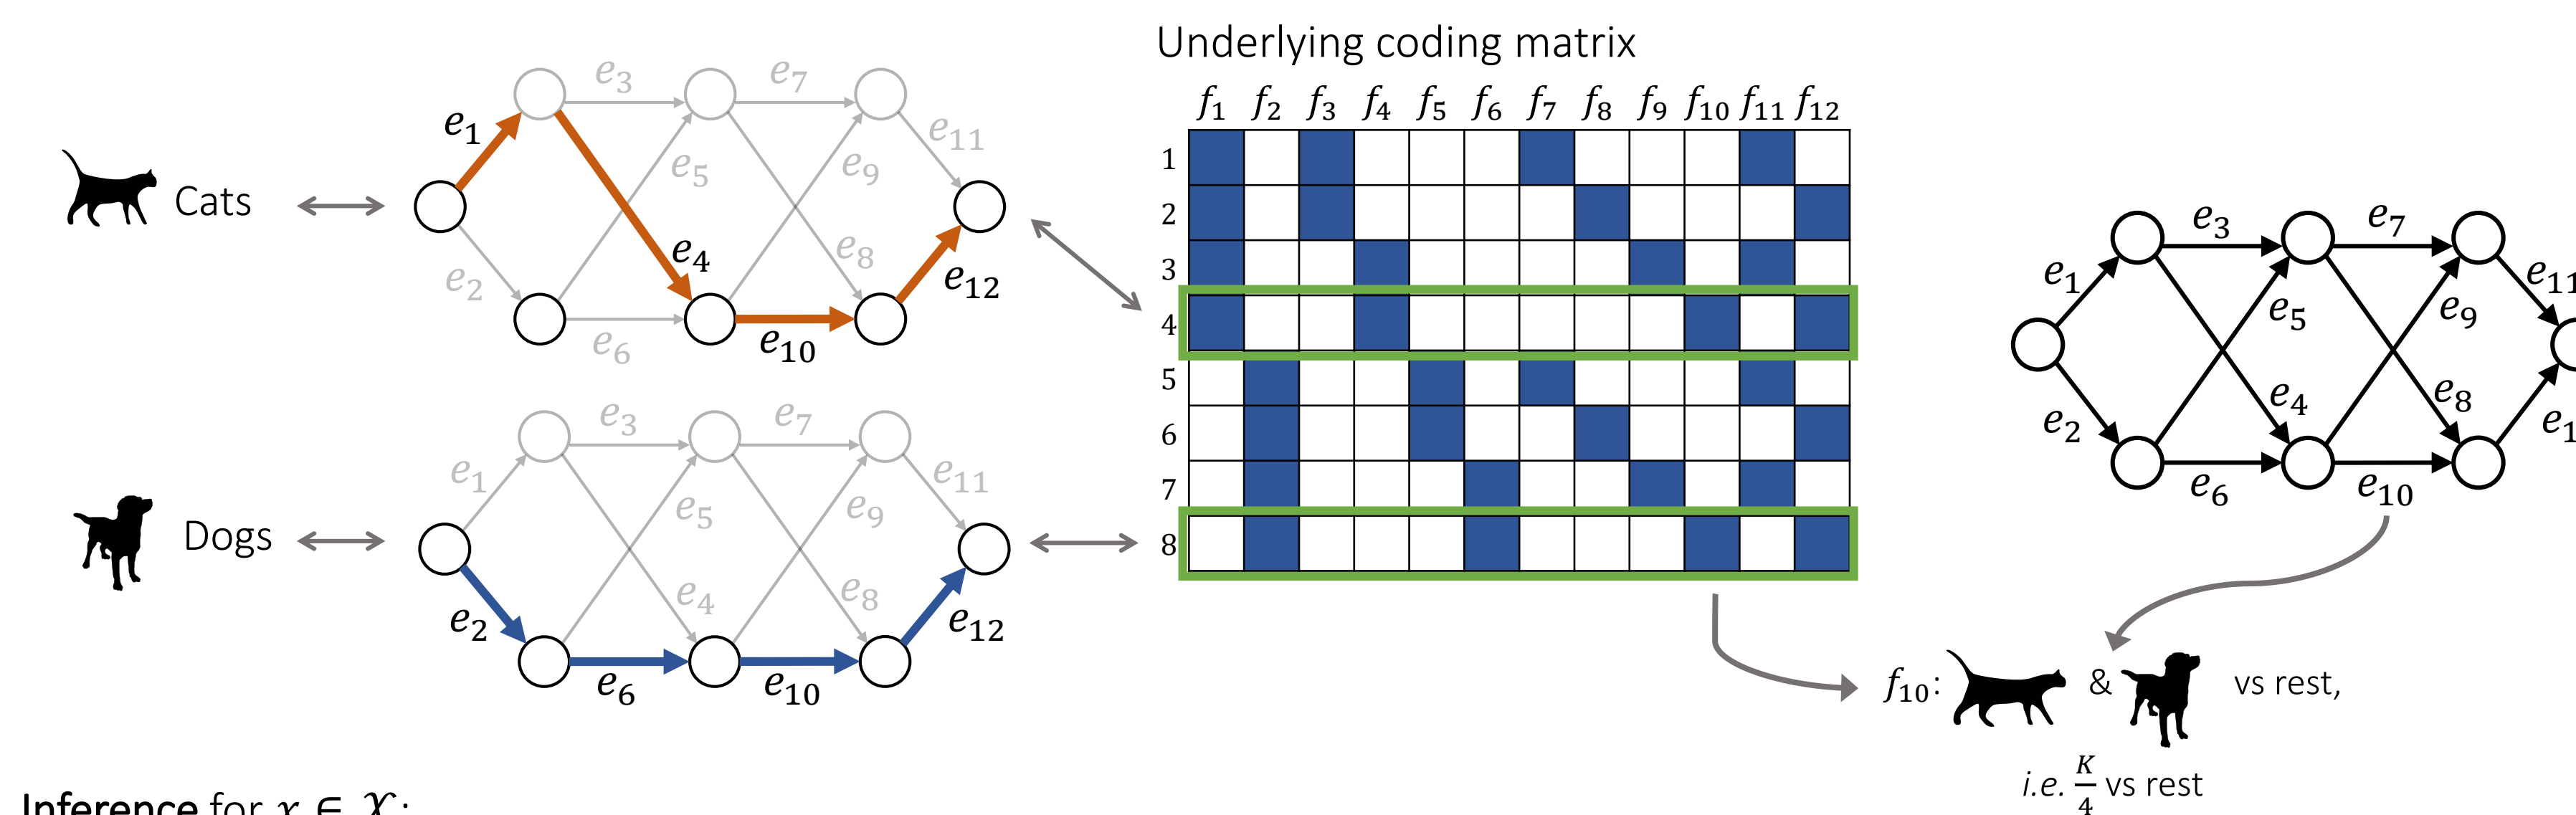 Underlying coding matrix
f₁ f₂ f₃ f₄ f₅ f₆ f₇ f₈ f₉ f₁₀ f₁₁ f₁₂
1
2
3
4
5
6
7
8
Cats
e₁ e₃ e₇ e₁₁
e₅ e₉
e₂ e₄ e₈ e₁₂
e₆ e₁₀
Dogs
e₁ e₃ e₇ e₁₁
e₅ e₉
e₂ e₄ e₈ e₁₂
e₆ e₁₀
e₁ e₃ e₇ e₁₁
e₅ e₉
e₂ e₄ e₈
e₆ e₁₀
f₁₀: & vs rest,
i.e. K/4 vs rest
Inference for x ∈ 𝒳: